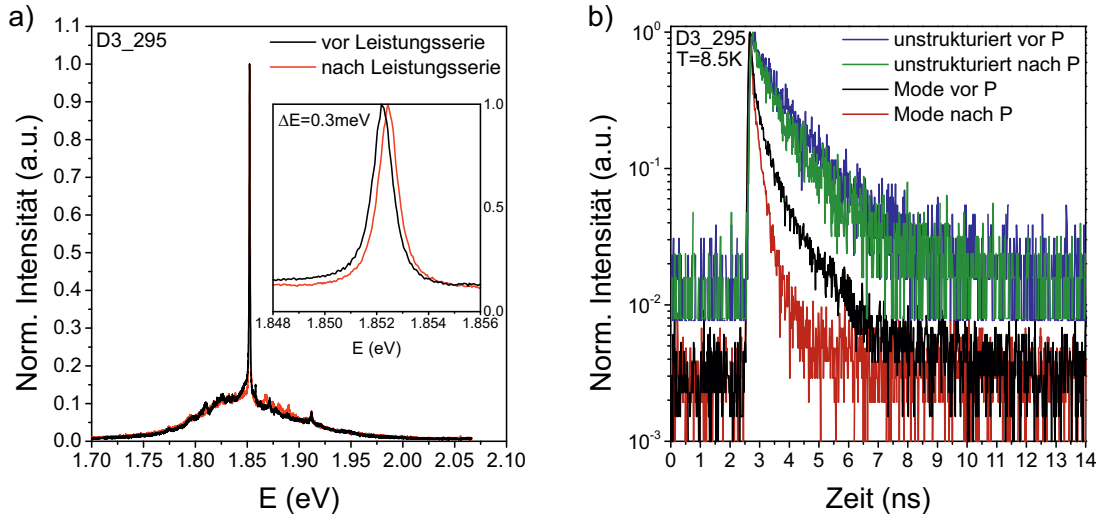 a)
D3_295
vor Leistungsserie
nach Leistungsserie
ΔE=0.3meV
1.0
0.5
0.0
1.848 1.850 1.852 1.854 1.856
E (eV)
1.1
1.0
0.9
0.8
0.7
0.6
0.5
0.4
0.3
0.2
0.1
0.0
Norm. Intensität (a.u.)
1.70 1.75 1.80 1.85 1.90 1.95 2.00 2.05 2.10
E (eV)
b)
D3_295
T=8.5K
unstrukturiert vor P
unstrukturiert nach P
Mode vor P
Mode nach P
10⁰
10⁻¹
10⁻²
10⁻³
Norm. Intensität (a.u.)
0 1 2 3 4 5 6 7 8 9 10 11 12 13 14
Zeit (ns)